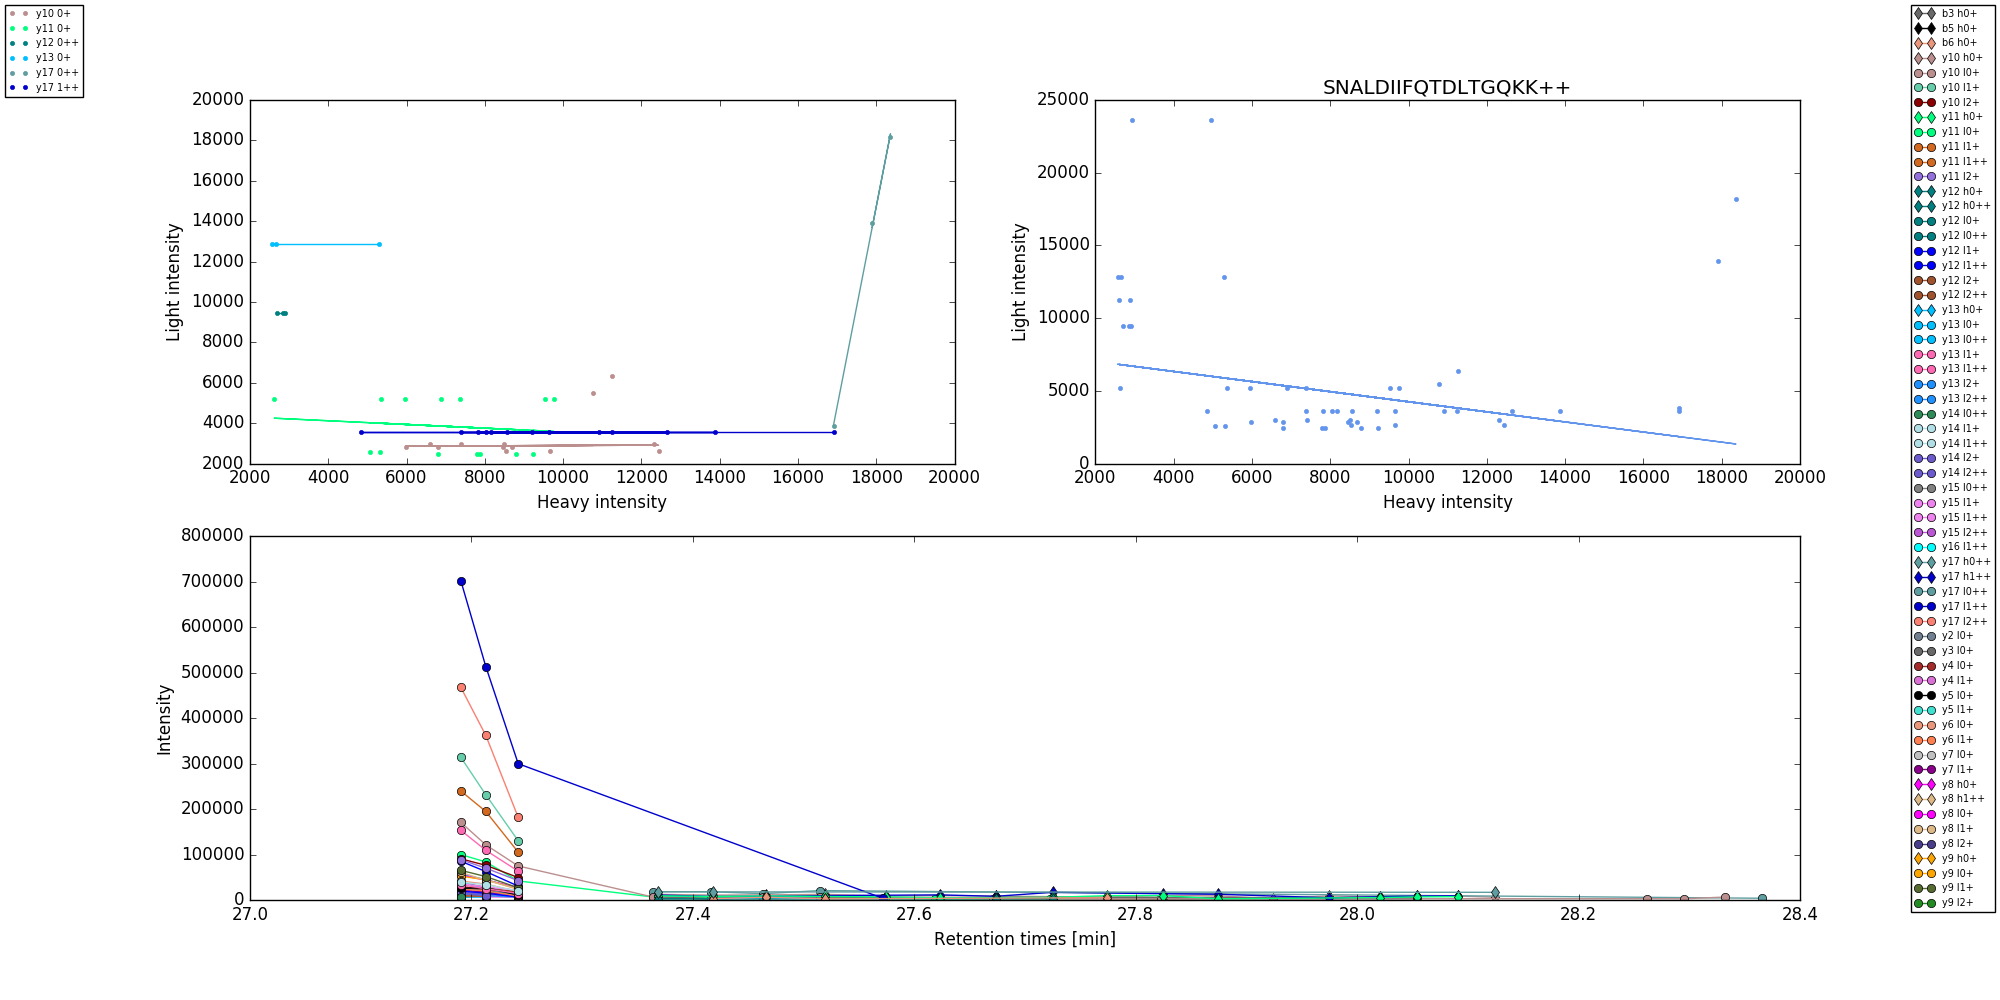 y10 0+
y11 0+
y12 0++
y13 0+
y17 0++
y17 1++
20000
18000
16000
14000
12000
10000
8000
6000
4000
2000
Light intensity
2000 4000 6000 8000 10000 12000 14000 16000 18000 20000
Heavy intensity
SNALDIIFQTDLTGQKK++
25000
20000
15000
10000
5000
0
Light intensity
2000 4000 6000 8000 10000 12000 14000 16000 18000 20000
Heavy intensity
800000
700000
600000
500000
400000
300000
200000
100000
0
Intensity
27.0 27.2 27.4 27.6 27.8 28.0 28.2 28.4
Retention times [min]
b3 h0+
b5 h0+
b6 h0+
y10 h0+
y10 l0+
y10 l1+
y10 l2+
y11 h0+
y11 l0+
y11 l1+
y11 l1++
y11 l2+
y12 h0+
y12 h0++
y12 l0+
y12 l0++
y12 l1+
y12 l1++
y12 l2+
y12 l2++
y13 h0+
y13 l0+
y13 l0++
y13 l1+
y13 l1++
y13 l2+
y13 l2++
y14 l0++
y14 l1+
y14 l1++
y14 l2+
y14 l2++
y15 l0++
y15 l1+
y15 l1++
y15 l2++
y16 l1++
y17 h0++
y17 h1++
y17 l0++
y17 l1++
y17 l2++
y2 l0+
y3 l0+
y4 l0+
y4 l1+
y5 l0+
y5 l1+
y6 l0+
y6 l1+
y7 l0+
y7 l1+
y8 h0+
y8 h1++
y8 l0+
y8 l1+
y8 l2+
y9 h0+
y9 l0+
y9 l1+
y9 l2+